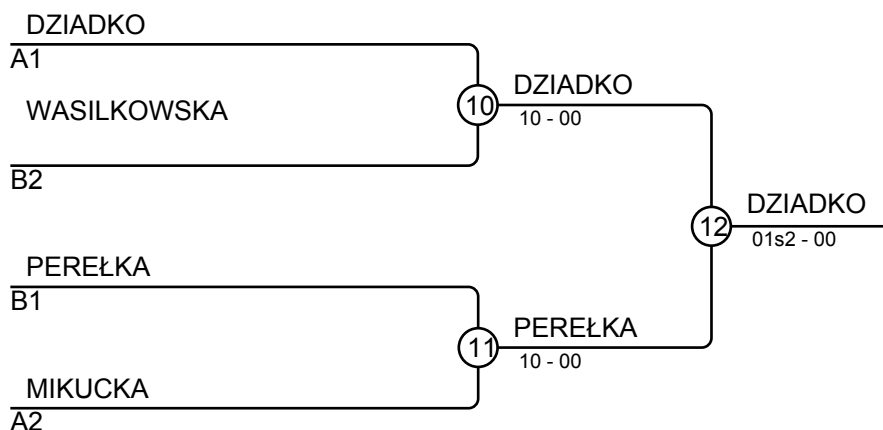 DZIADKO
A1
WASILKOWSKA
B2
10
DZIADKO
10 - 00
PEREŁKA
B1
MIKUCKA
A2
11
PEREŁKA
10 - 00
12
DZIADKO
01s2 - 00